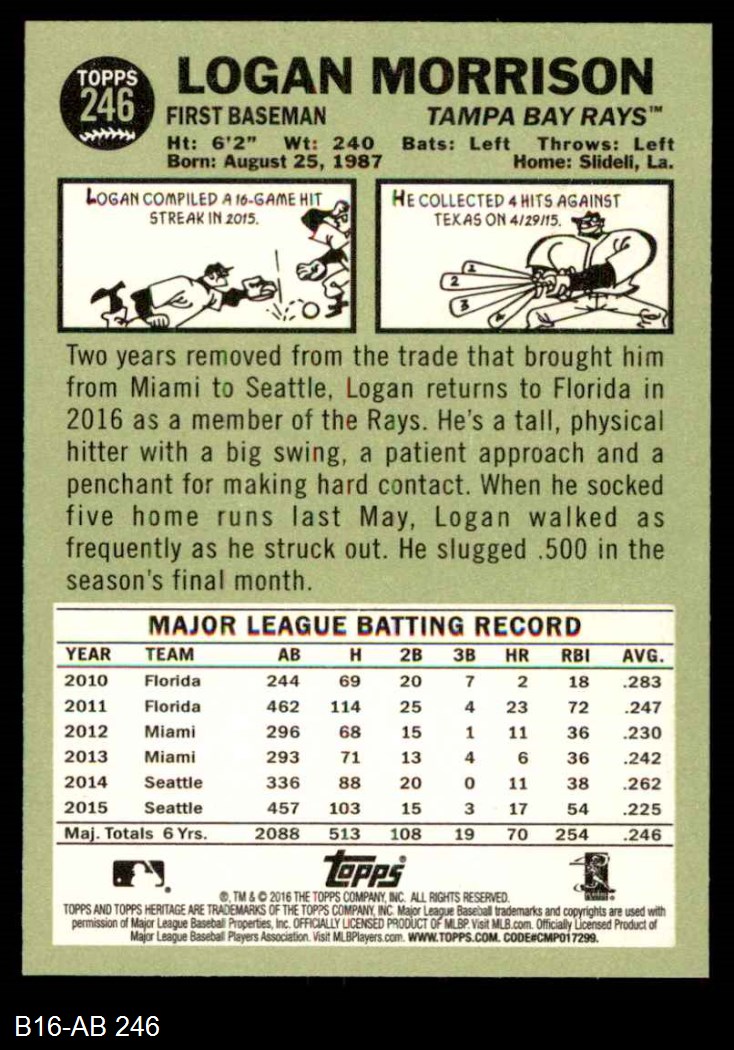 TOPPS
246
LOGAN MORRISON
FIRST BASEMAN TAMPA BAY RAYS™
Ht: 6'2" Wt: 240 Bats: Left Throws: Left
Born: August 25, 1987 Home: Slidell, La.
LOGAN COMPILED A 16-GAME HIT
STREAK IN 2015.
HE COLLECTED 4 HITS AGAINST
TEXAS ON 4/29/15.
1
2
3
4
Two years removed from the trade that brought him
from Miami to Seattle, Logan returns to Florida in
2016 as a member of the Rays. He's a tall, physical
hitter with a big swing, a patient approach and a
penchant for making hard contact. When he socked
five home runs last May, Logan walked as
frequently as he struck out. He slugged .500 in the
season's final month.
MAJOR LEAGUE BATTING RECORD
YEAR TEAM AB H 2B 3B HR RBI AVG.
2010 Florida 244 69 20 7 2 18 .283
2011 Florida 462 114 25 4 23 72 .247
2012 Miami 296 68 15 1 11 36 .230
2013 Miami 293 71 13 4 6 36 .242
2014 Seattle 336 88 20 0 11 38 .262
2015 Seattle 457 103 15 3 17 54 .225
Maj. Totals 6 Yrs. 2088 513 108 19 70 254 .246
Topps®
®, TM & © 2016 THE TOPPS COMPANY, INC. ALL RIGHTS RESERVED.
TOPPS AND TOPPS HERITAGE ARE TRADEMARKS OF THE TOPPS COMPANY, INC. Major League Baseball trademarks and copyrights are used with
permission of Major League Baseball Properties, Inc. OFFICIALLY LICENSED PRODUCT OF MLBP. Visit MLB.com. Officially Licensed Product of
Major League Baseball Players Association. Visit MLBPlayers.com. WWW.TOPPS.COM. CODE#CMP017299.
B16-AB 246